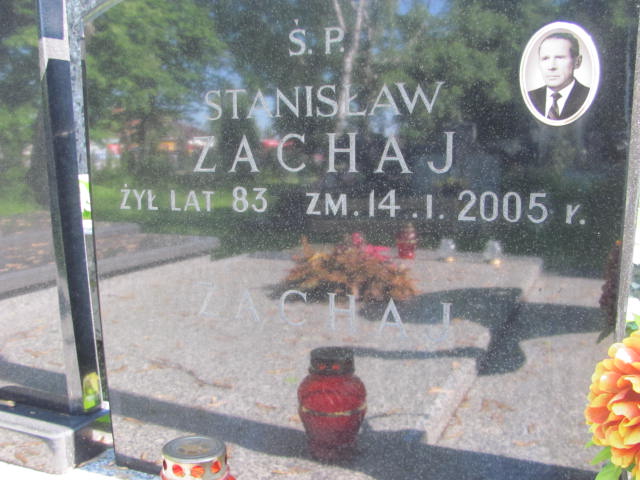 Ś.P.
STANISŁAW
ZACHAJ
ŻYŁ LAT 83 ZM. 14.I.2005 r.
ZACHAJ